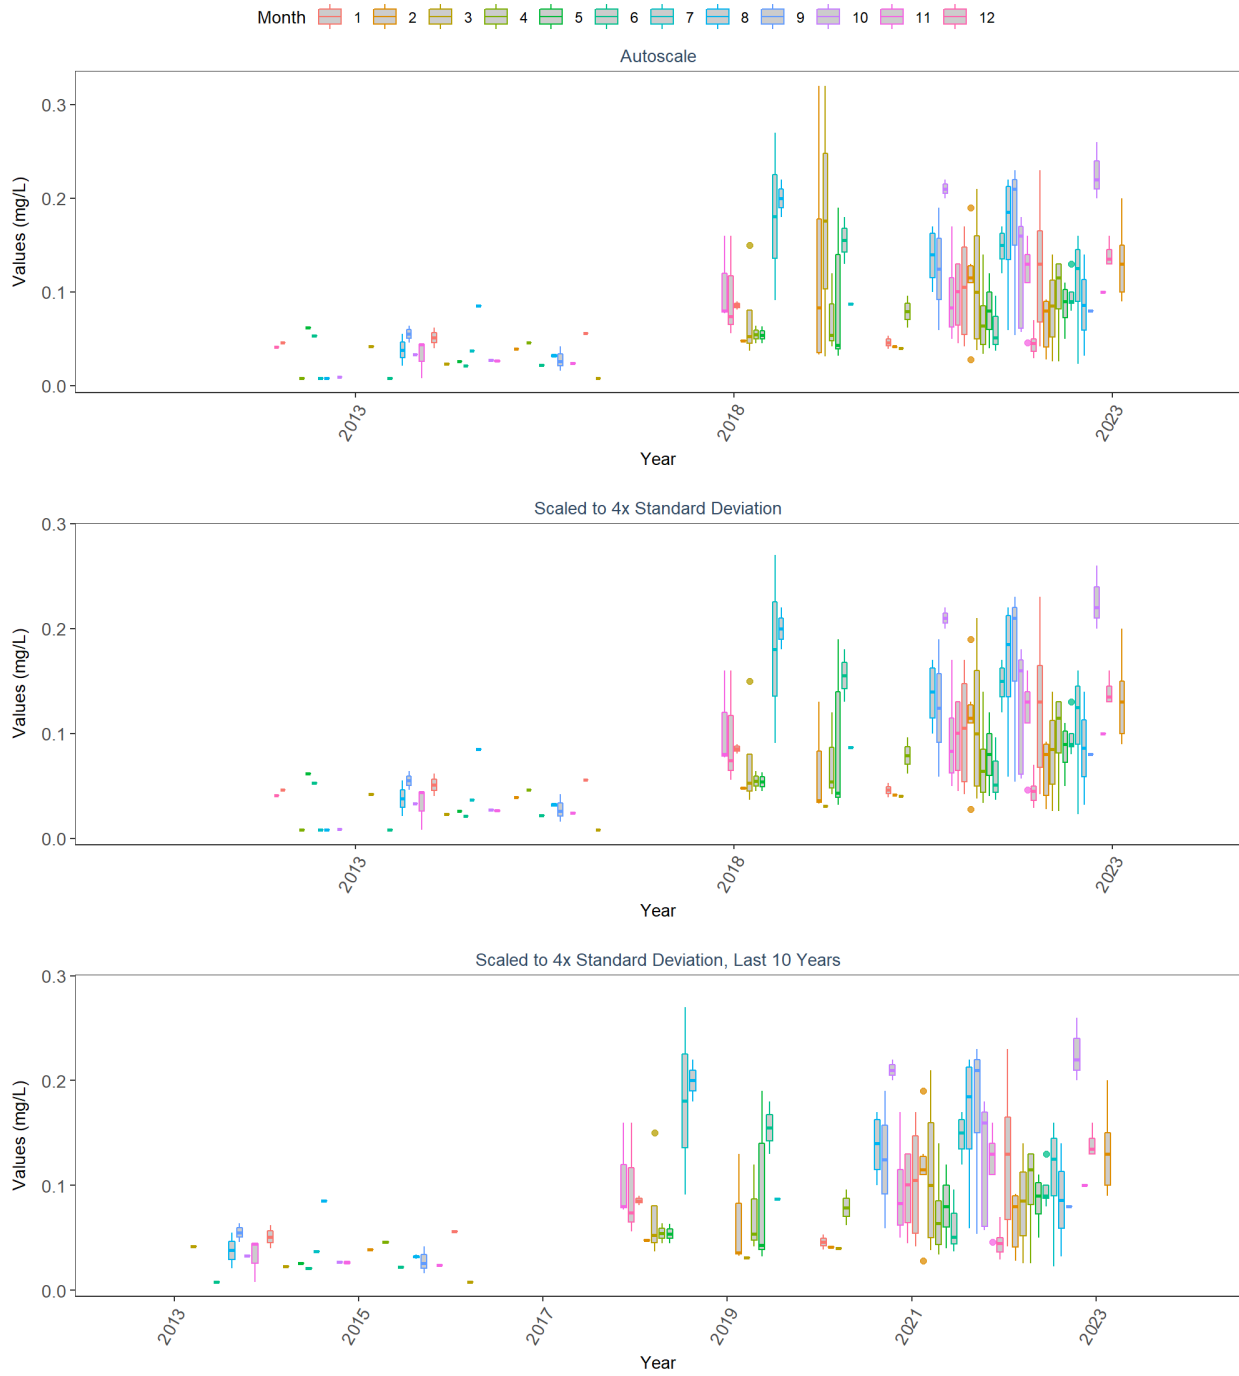 Month 1 2 3 4 5 6 7 8 9 10 11 12
Autoscale
Values (mg/L)
0.3
0.2
0.1
0.0
2013 2018 2023
Year
Scaled to 4x Standard Deviation
Values (mg/L)
0.3
0.2
0.1
0.0
2013 2018 2023
Year
Scaled to 4x Standard Deviation, Last 10 Years
Values (mg/L)
0.3
0.2
0.1
0.0
2013 2015 2017 2019 2021 2023
Year